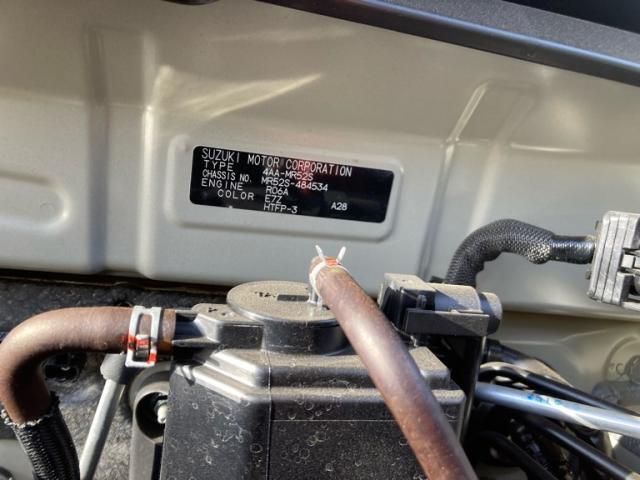 SUZUKI MOTOR CORPORATION
TYPE 4AA-MR52S
CHASSIS NO. MR52S-484534
ENGINE R06A
COLOR E7Z
HTFP-3 A28